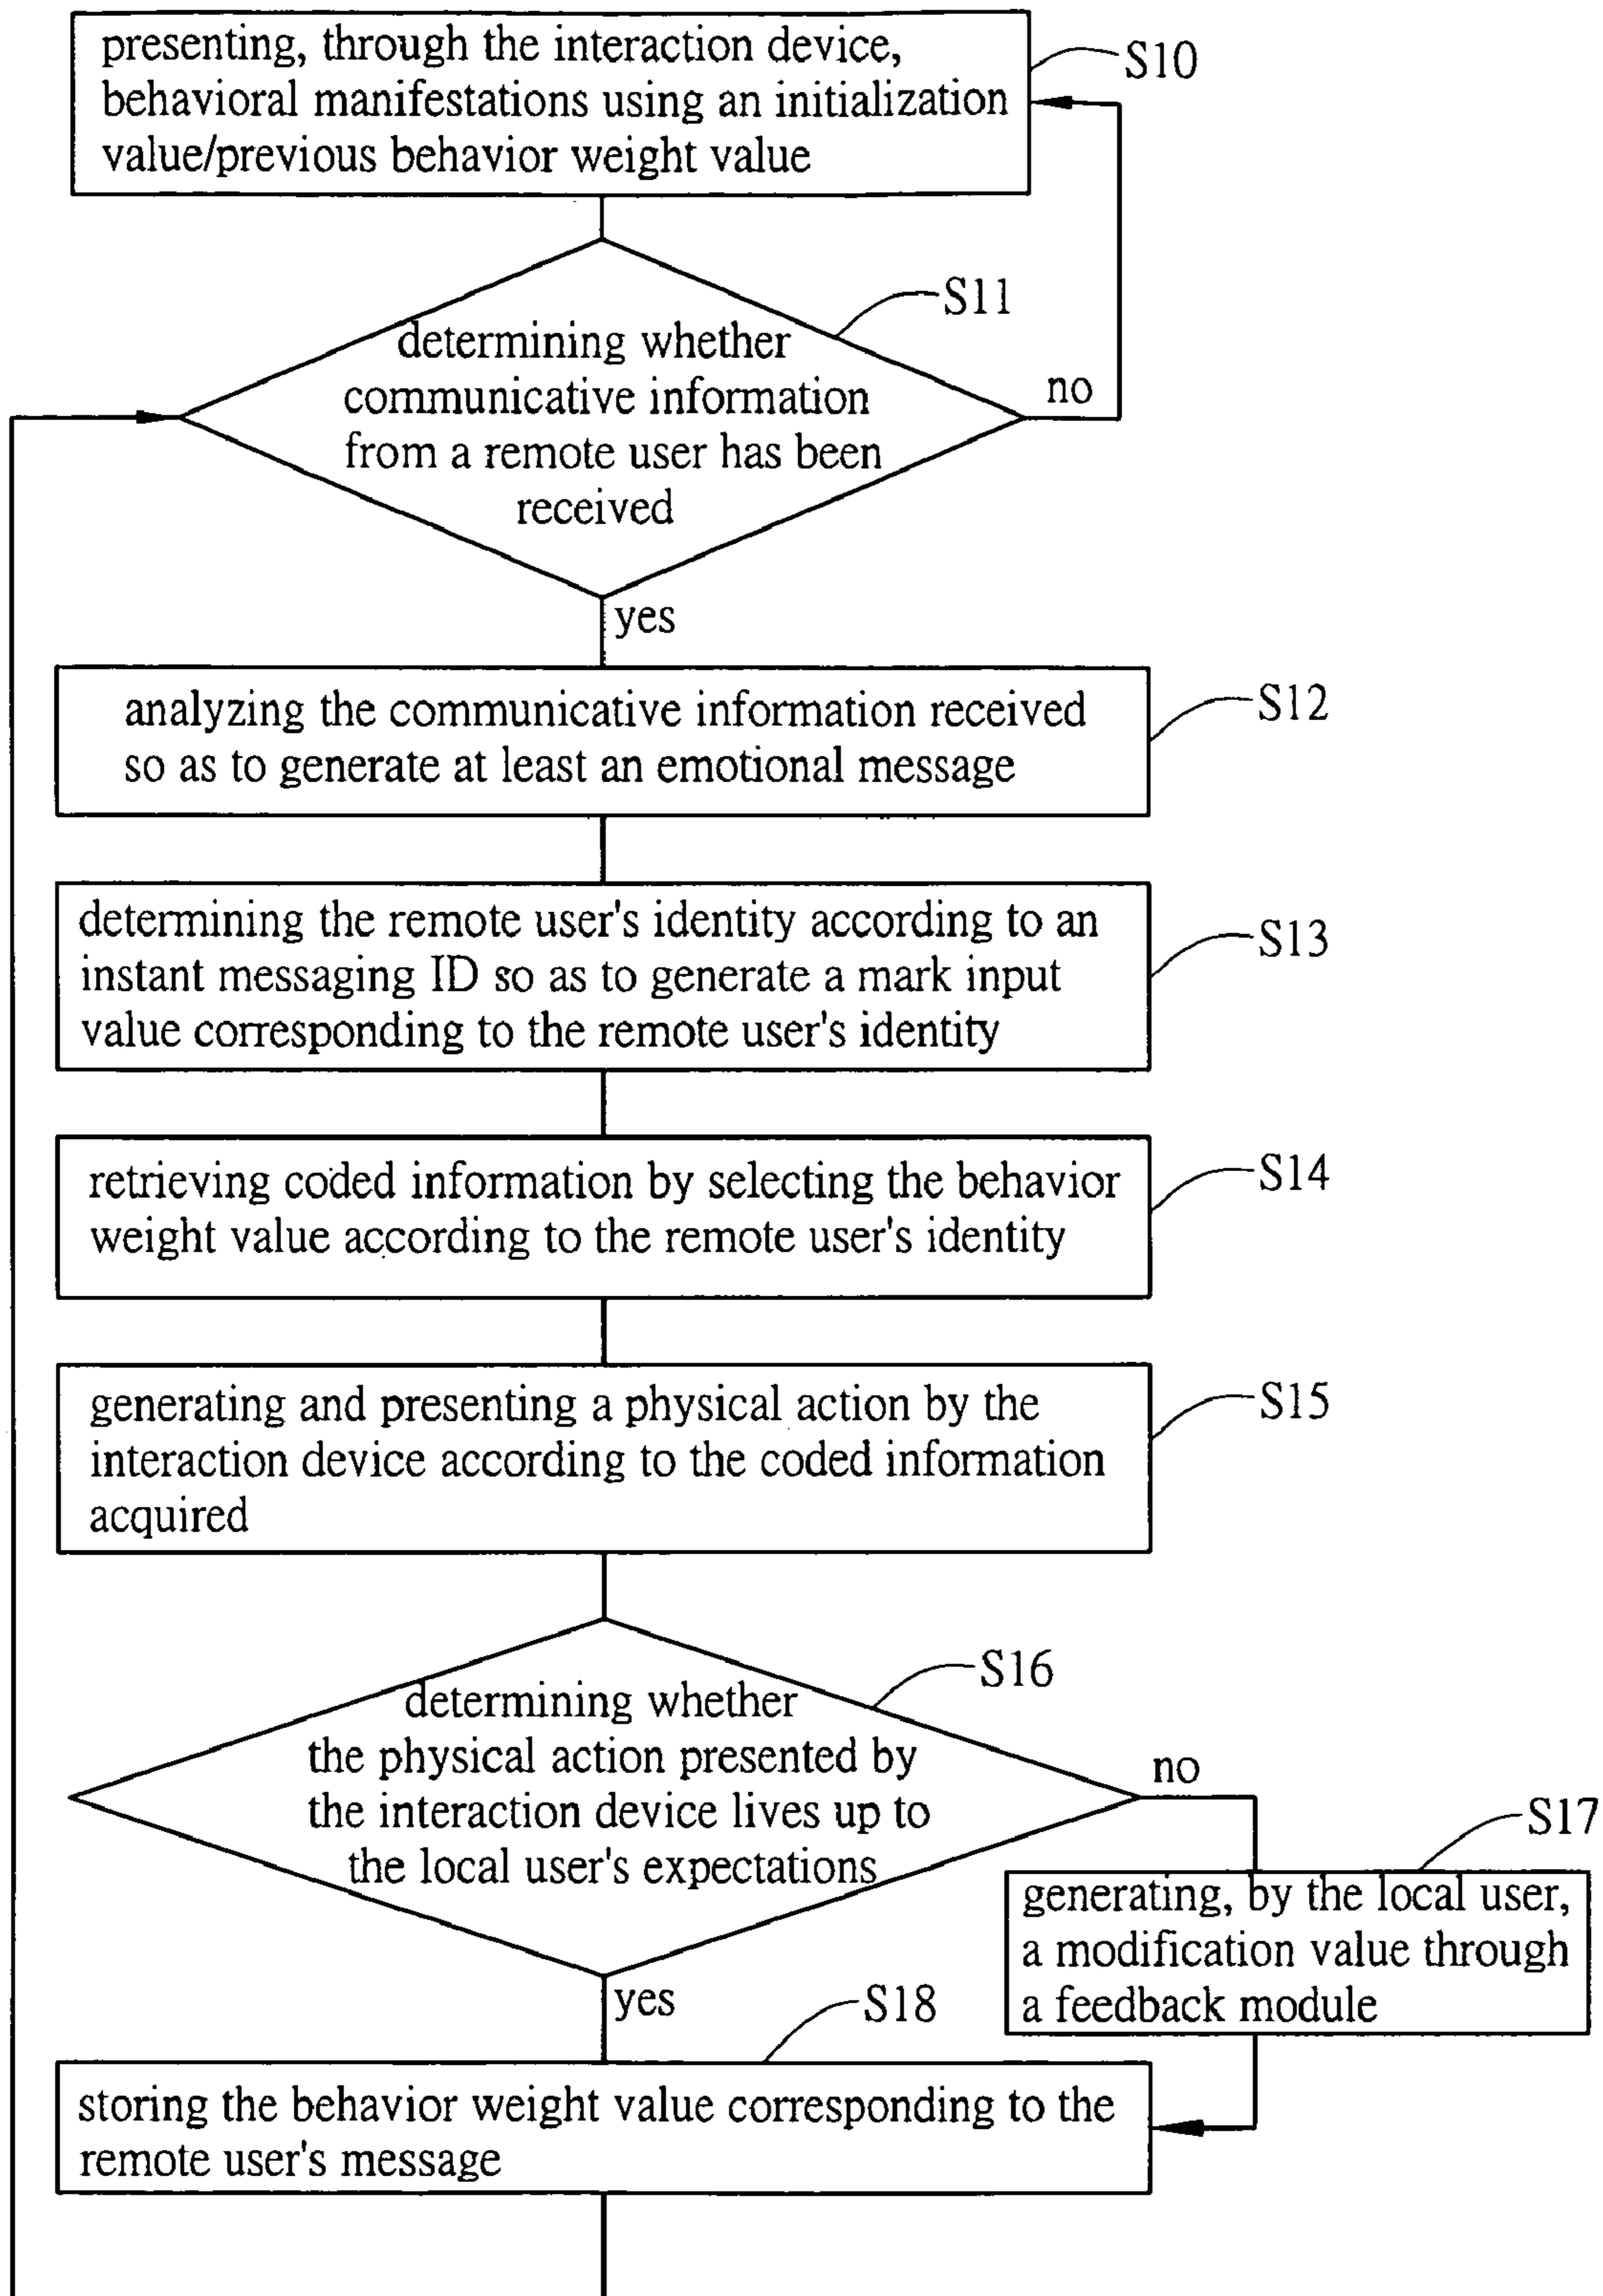 presenting, through the interaction device,
behavioral manifestations using an initialization
value/previous behavior weight value
S10
S11
determining whether
communicative information
from a remote user has been
received
no
yes
analyzing the communicative information received
so as to generate at least an emotional message
S12
determining the remote user's identity according to an
instant messaging ID so as to generate a mark input
value corresponding to the remote user's identity
S13
retrieving coded information by selecting the behavior
weight value according to the remote user's identity
S14
generating and presenting a physical action by the
interaction device according to the coded information
acquired
S15
S16
determining whether
the physical action presented by
the interaction device lives up to
the local user's expectations
no
S17
generating, by the local user,
a modification value through
a feedback module
yes
S18
storing the behavior weight value corresponding to the
remote user's message